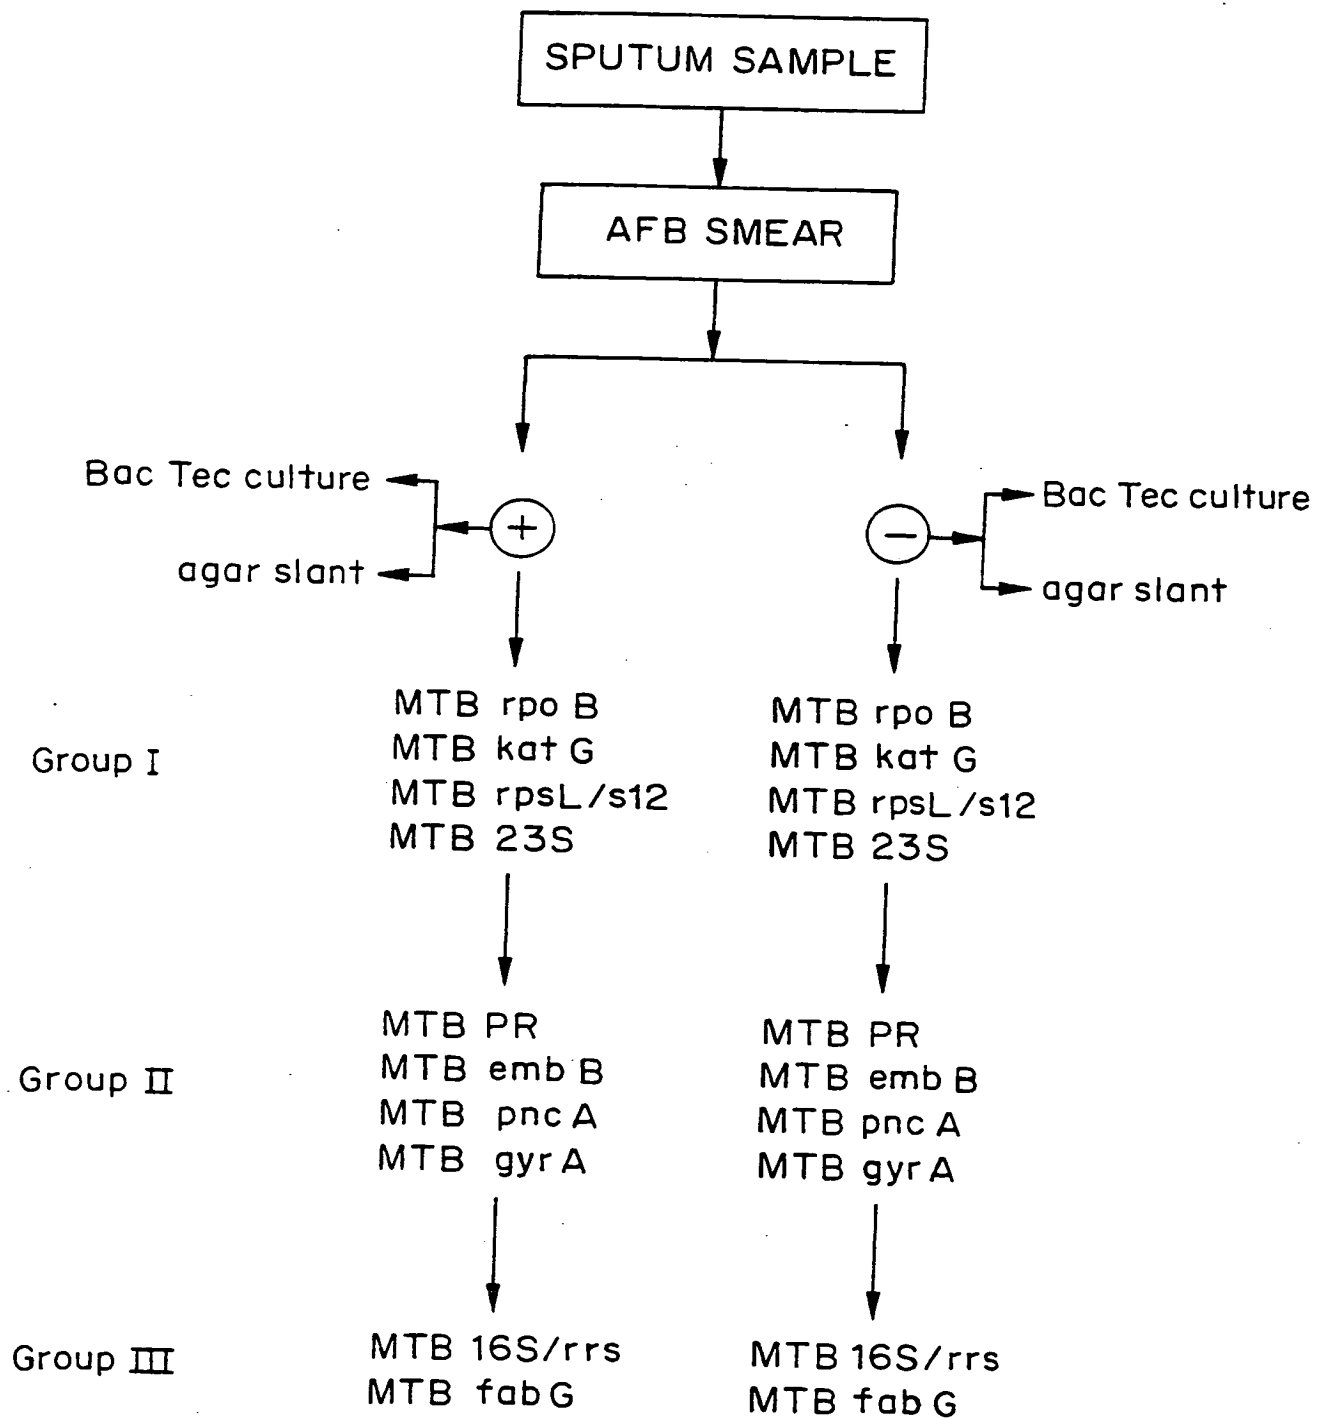 SPUTUM SAMPLE
AFB SMEAR
Bac Tec culture
agar slant
+
−
Bac Tec culture
agar slant
Group I
MTB rpo B
MTB kat G
MTB rpsL/s12
MTB 23S
MTB rpo B
MTB kat G
MTB rpsL/s12
MTB 23S
Group II
MTB PR
MTB emb B
MTB pnc A
MTB gyr A
MTB PR
MTB emb B
MTB pnc A
MTB gyr A
Group III
MTB 16S/rrs
MTB fab G
MTB 16S/rrs
MTB fab G